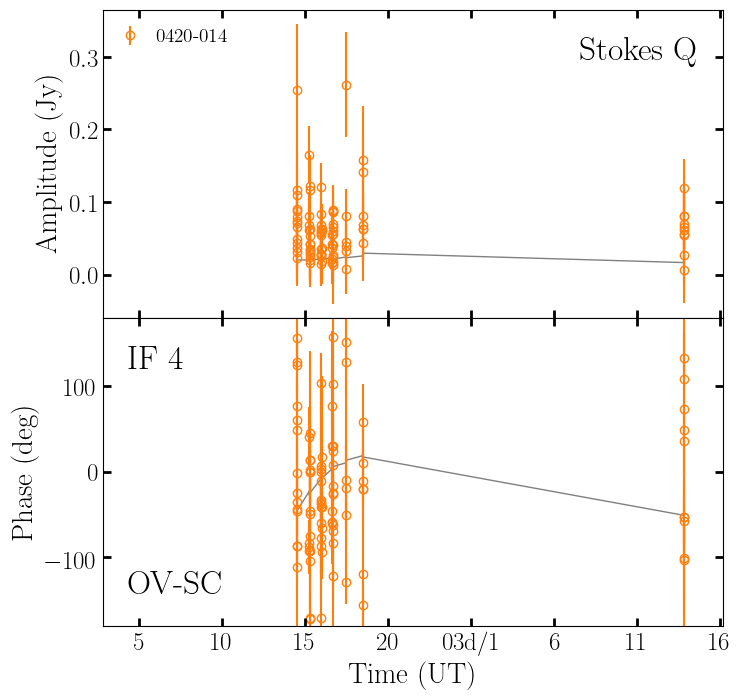 0420-014
Stokes Q
Amplitude (Jy)
0.3
0.2
0.1
0.0
IF 4
OV-SC
Phase (deg)
100
0
−100
5 10 15 20 03d/1 6 11 16
Time (UT)